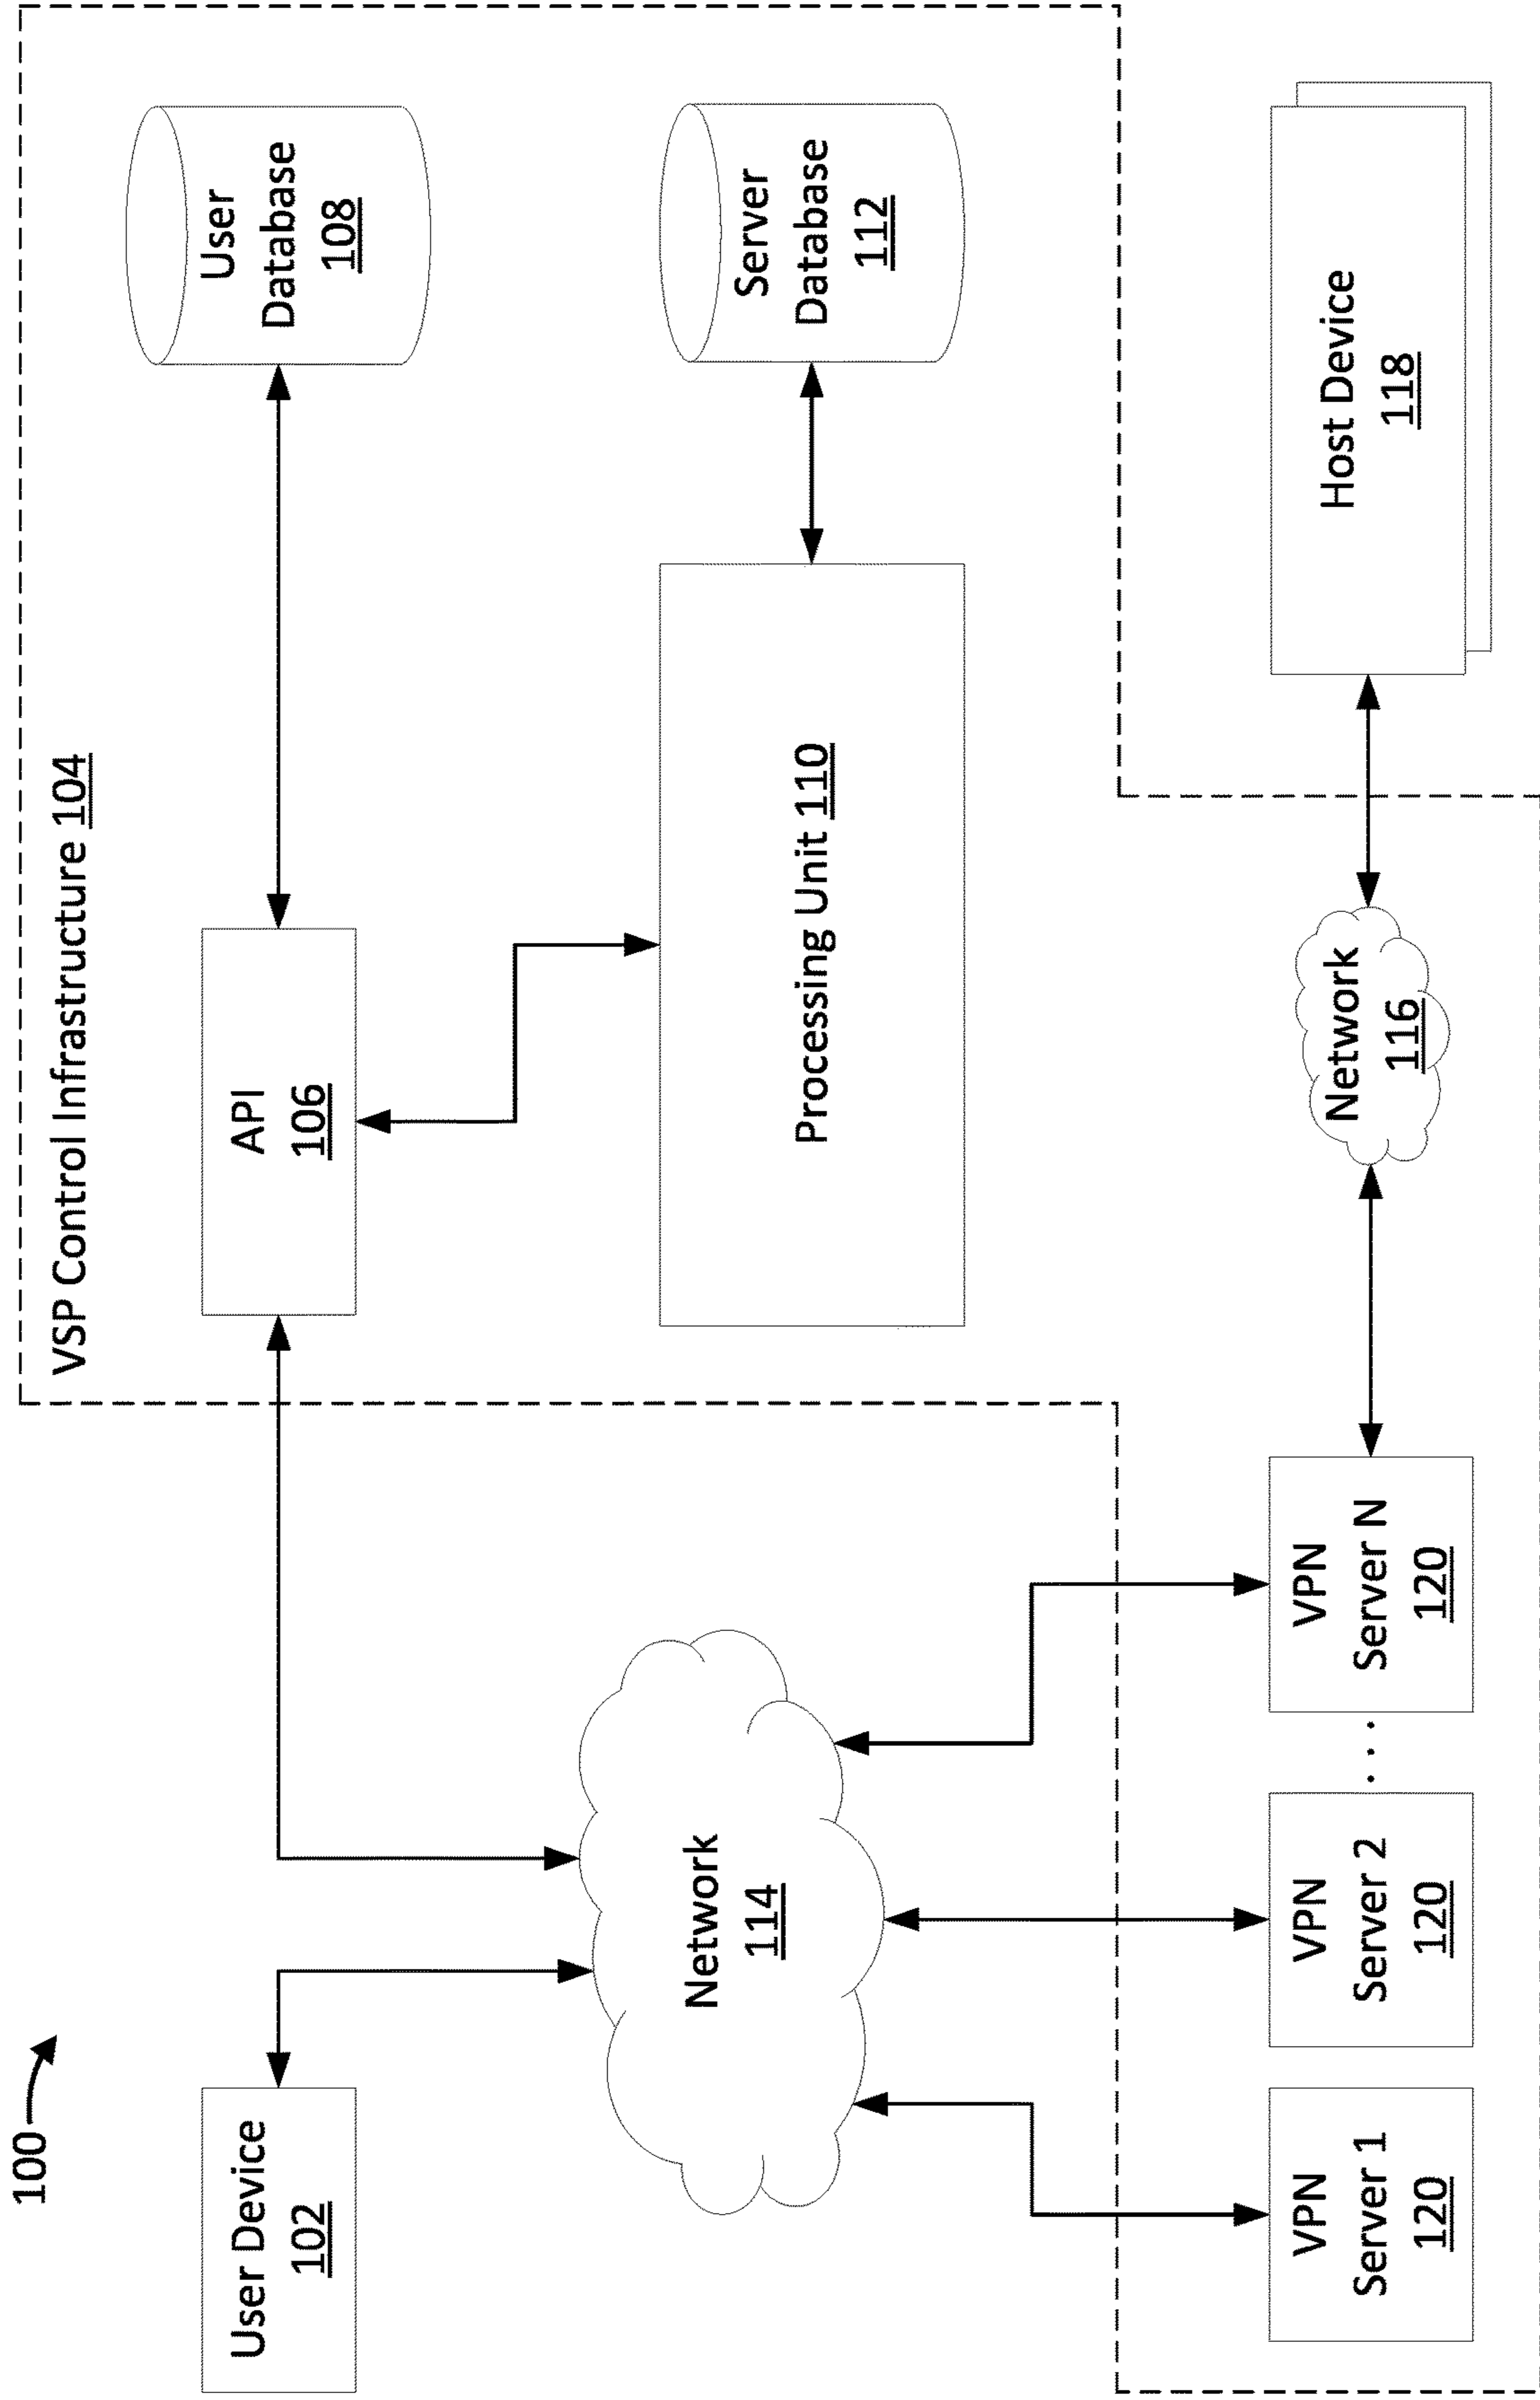 100
VSP Control Infrastructure 104
User Device
102
API
106
User
Database
108
Network
114
Processing Unit 110
Server
Database
112
VPN
Server 1
120
VPN
Server 2
120
. . .
VPN
Server N
120
Network
116
Host Device
118